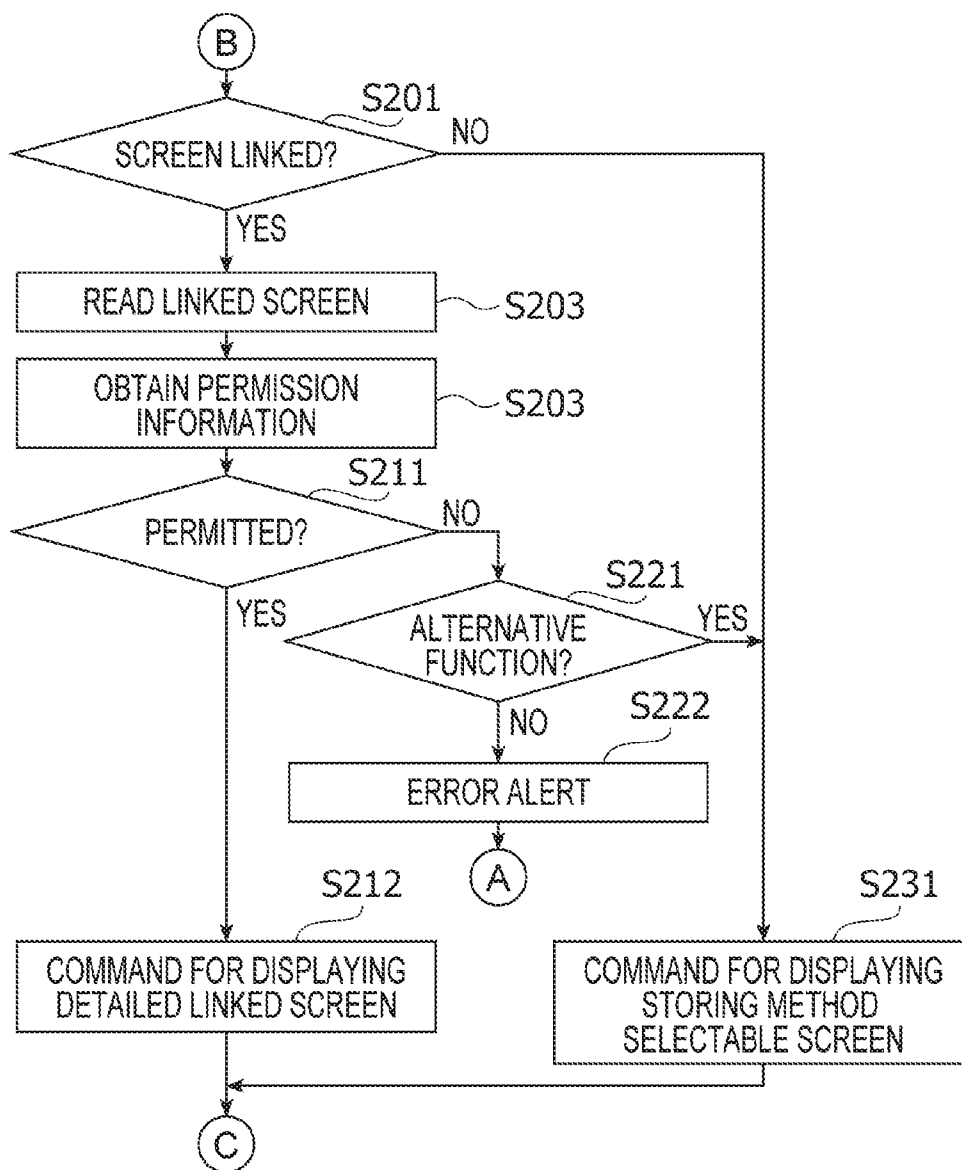 B
S201
SCREEN LINKED?
NO
YES
READ LINKED SCREEN
S203
OBTAIN PERMISSION
INFORMATION
S203
S211
PERMITTED?
NO
YES
S221
ALTERNATIVE
FUNCTION?
YES
NO
S222
ERROR ALERT
A
S212
COMMAND FOR DISPLAYING
DETAILED LINKED SCREEN
S231
COMMAND FOR DISPLAYING
STORING METHOD
SELECTABLE SCREEN
C